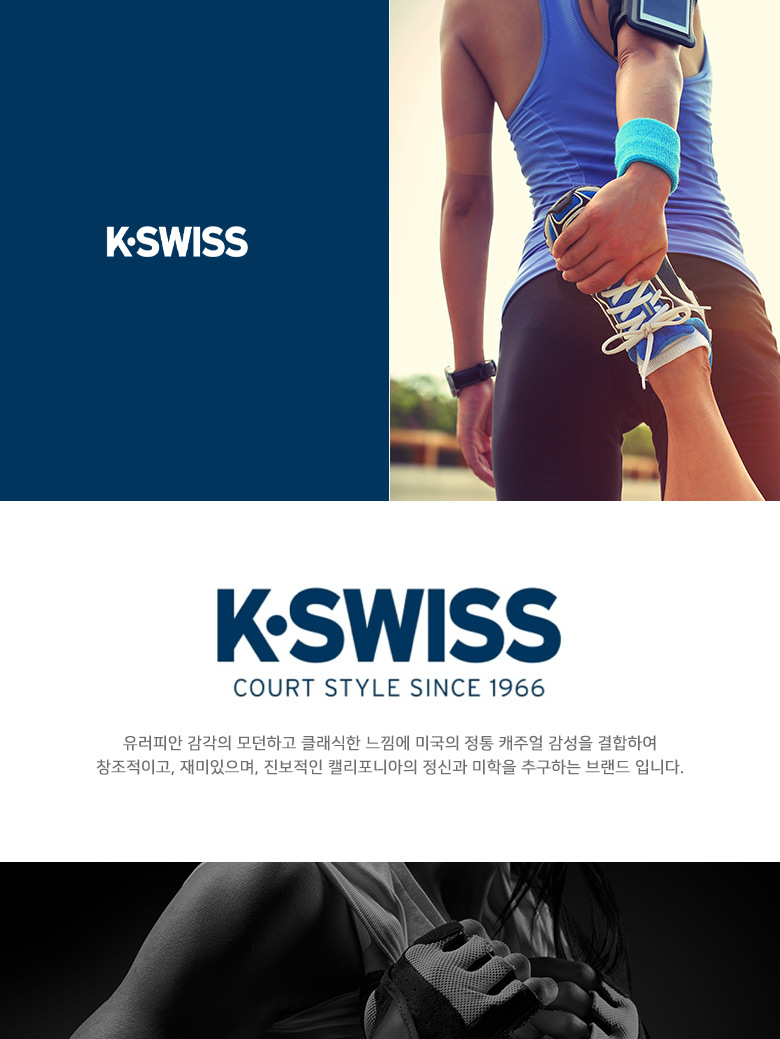 K·SWISS
K·SWISS
COURT STYLE SINCE 1966
유러피안 감각의 모던하고 클래식한 느낌에 미국의 정통 캐주얼 감성을 결합하여
창조적이고, 재미있으며, 진보적인 캘리포니아의 정신과 미학을 추구하는 브랜드 입니다.